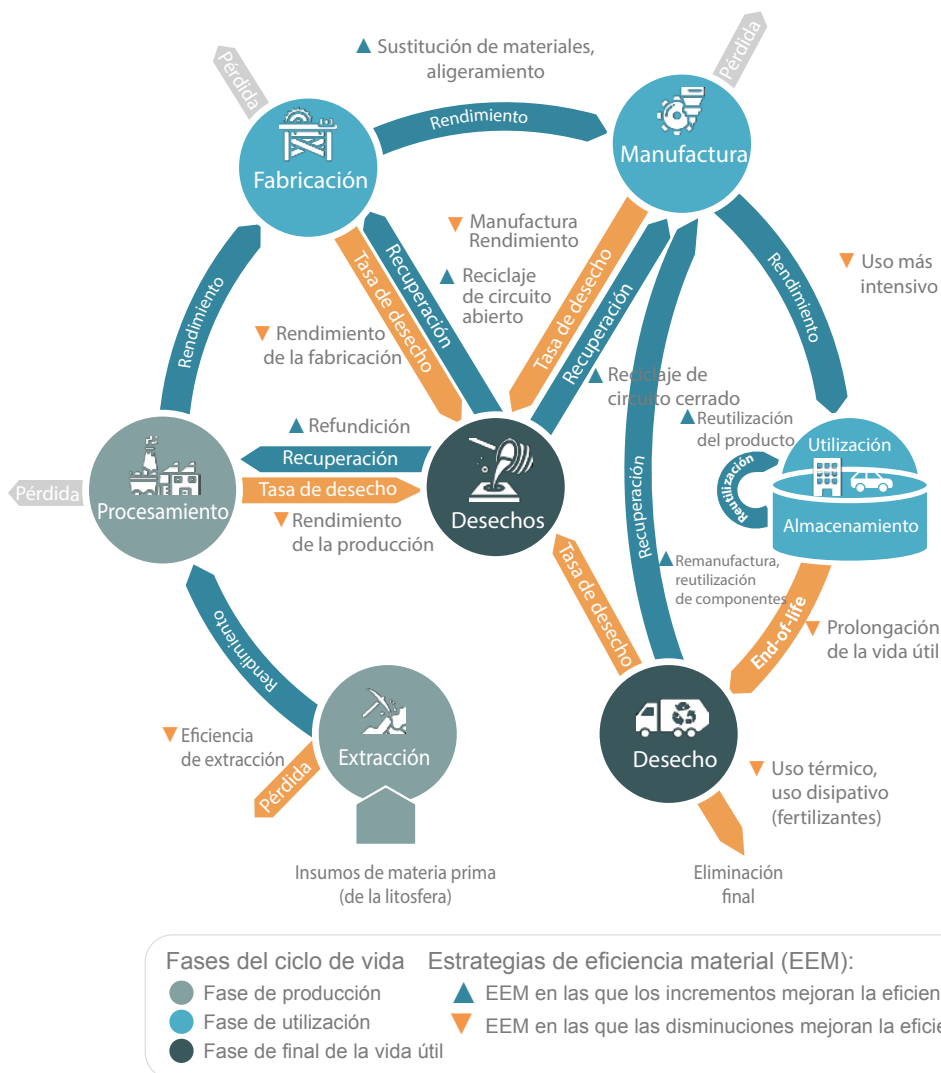 Pérdida
Pérdida
Sustitución de materiales,
aligeramiento
Rendimiento
Fabricación
Manufactura
Manufactura
Rendimiento
Reciclaje
de circuito
abierto
Tasa de desecho
Recuperación
Tasa de desecho
Recuperación
Rendimiento
Uso más
intensivo
Rendimiento
Rendimiento
de la fabricación
Reciclaje de
circuito cerrado
Reutilización
del producto
Refundición
Recuperación
Tasa de desecho
Rendimiento
de la producción
Pérdida
Procesamiento
Desechos
Recuperación
Reutilización
Utilización
Almacenamiento
Remanufactura,
reutilización
de componentes
Tasa de desecho
End-of-life
Prolongación
de la vida útil
Rendimiento
Eficiencia
de extracción
Pérdida
Extracción
Desecho
Uso térmico,
uso disipativo
(fertilizantes)
Insumos de materia prima
(de la litosfera)
Eliminación
final
Fases del ciclo de vida
Fase de producción
Fase de utilización
Fase de final de la vida útil
Estrategias de eficiencia material (EEM):
EEM en las que los incrementos mejoran la eficien
EEM en las que las disminuciones mejoran la eficie